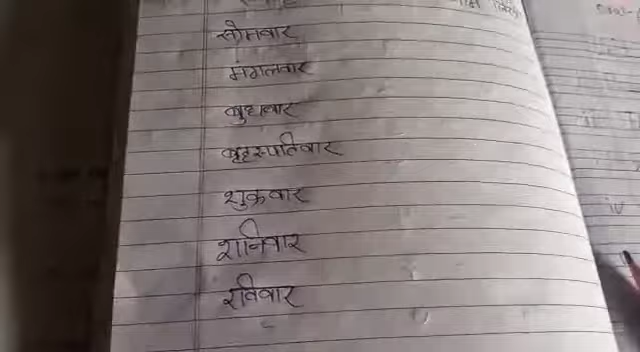 सोमवार
मंगलवार
बुधवार
बृहस्पतिवार
शुक्रवार
शनिवार
रविवार